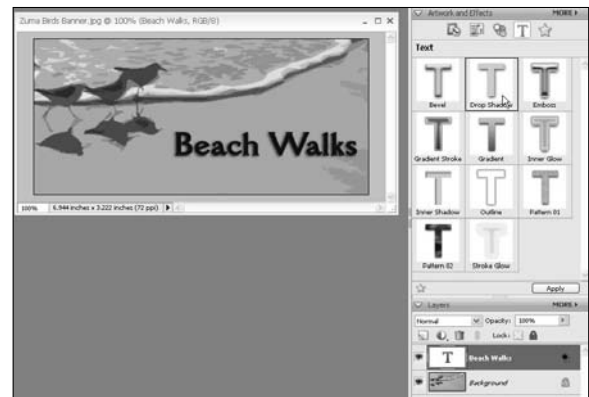 Zuma Birds Banner.jpg @ 100% (Beach Walks, RGB/8)
Beach Walks
100%
6.944 inches x 3.222 inches (72 ppi)
Artwork and Effects
MORE
T
Text
T T T
Bevel
Drop Shadow
Emboss
T T T
Gradient Stroke
Gradient
Inner Glow
T T T
Inner Shadow
Outline
Pattern 01
T T
Pattern 02
Stroke Glow
Apply
Layers
MORE
Normal
Opacity: 100%
Lock:
T Beach Walks
Background